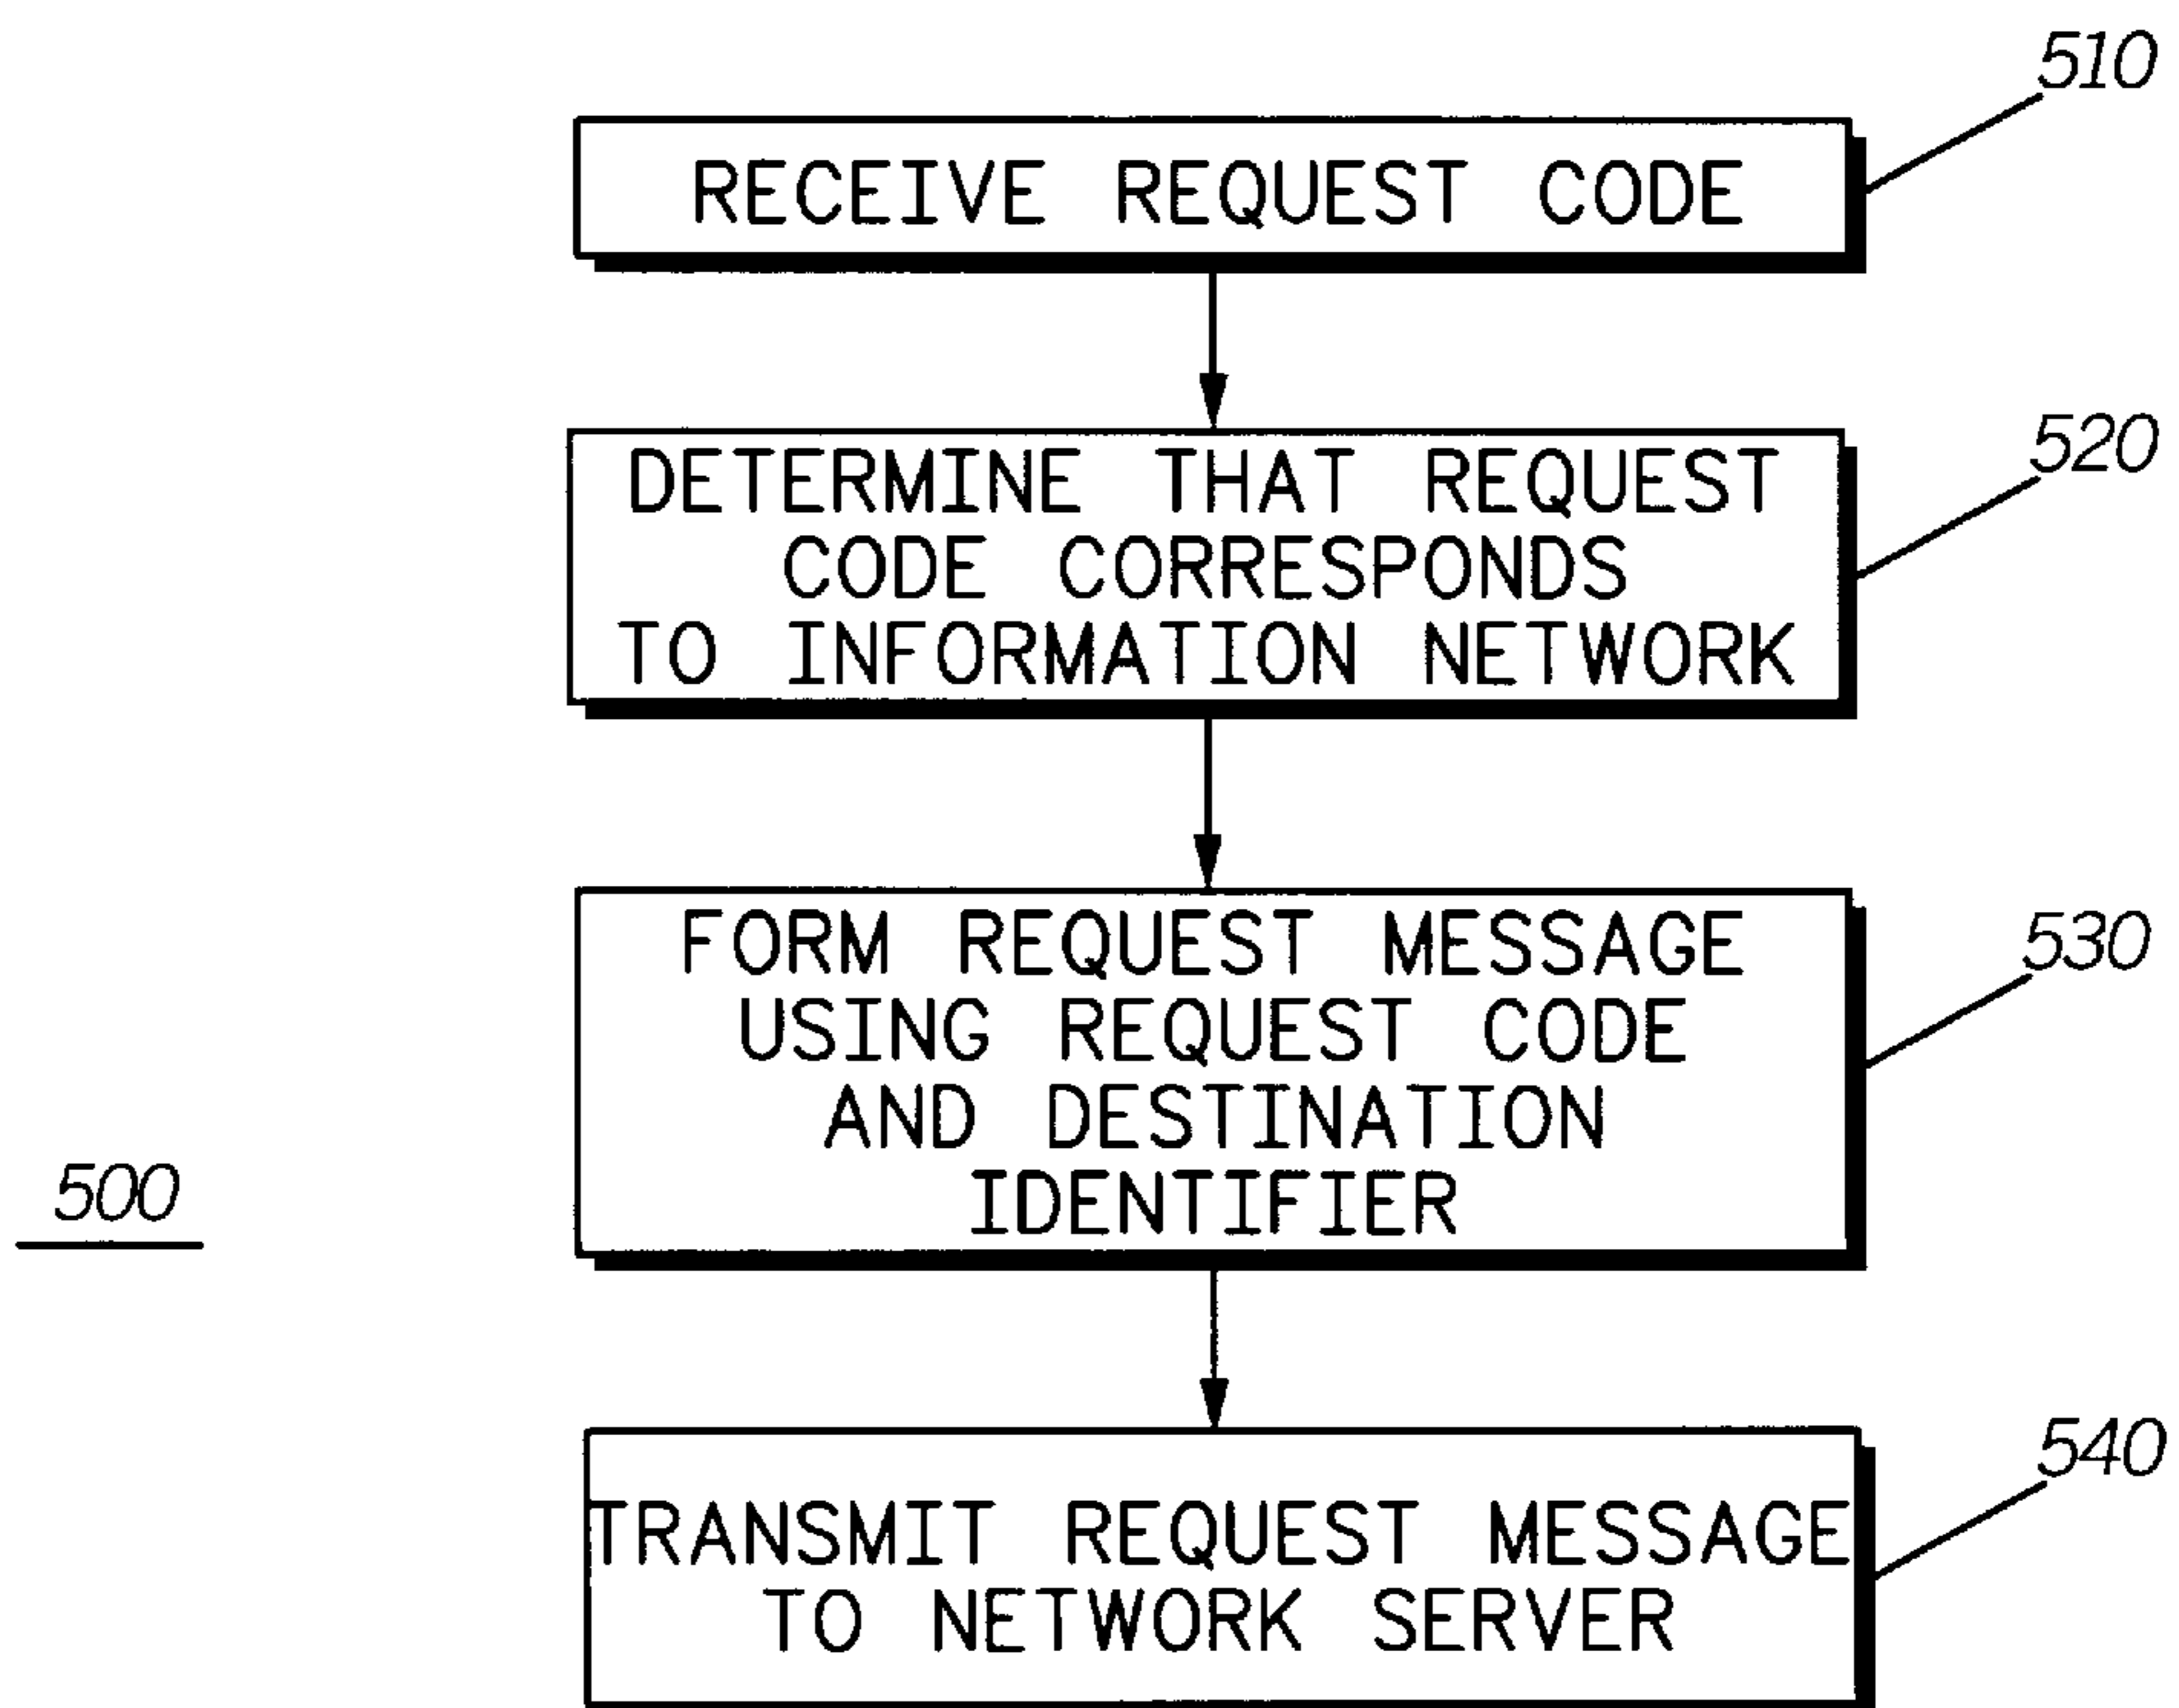 510
RECEIVE REQUEST CODE
520
DETERMINE THAT REQUEST
CODE CORRESPONDS
TO INFORMATION NETWORK
530
FORM REQUEST MESSAGE
USING REQUEST CODE
AND DESTINATION
IDENTIFIER
500
540
TRANSMIT REQUEST MESSAGE
TO NETWORK SERVER